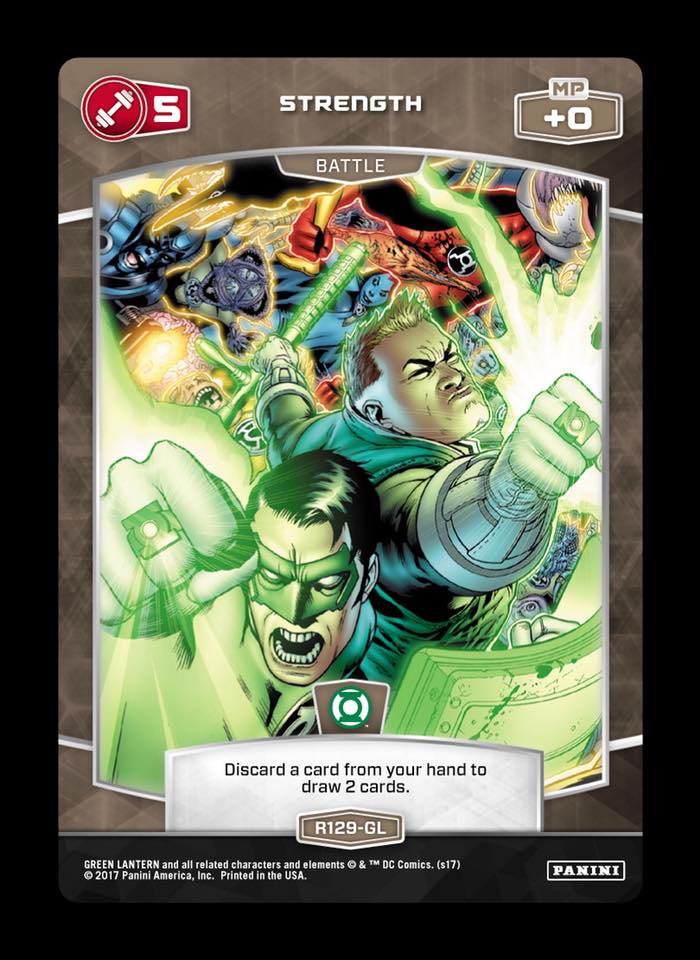 5
STRENGTH
MP
+0
BATTLE
Discard a card from your hand to
draw 2 cards.
R129-GL
GREEN LANTERN and all related characters and elements © & ™ DC Comics. (s17)
© 2017 Panini America, Inc. Printed in the USA.
PANINI